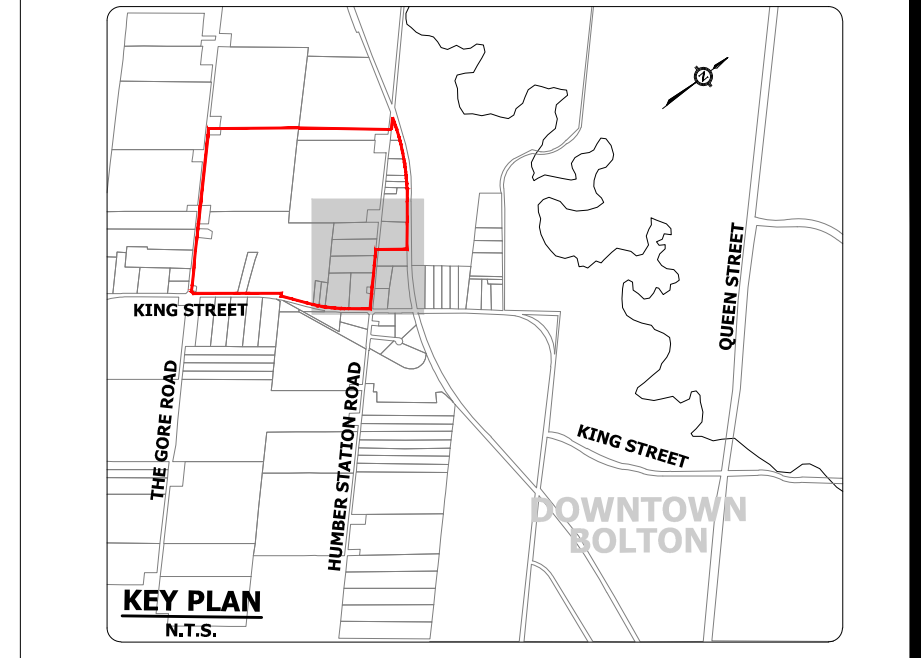 N
QUEEN STREET
KING STREET
THE GORE ROAD
HUMBER STATION ROAD
KING STREET
DOWNTOWN
BOLTON
KEY PLAN
N.T.S.